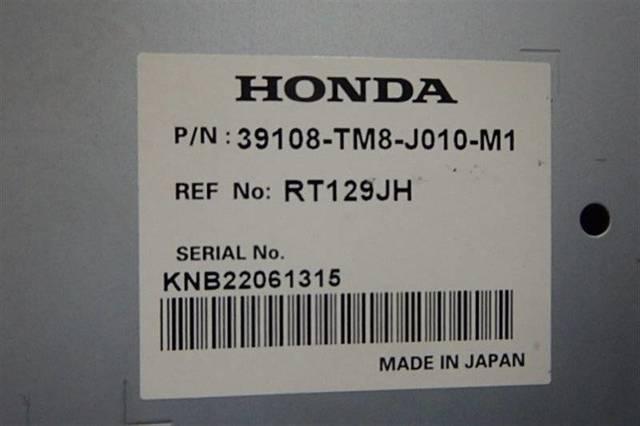 HONDA
P/N : 39108-TM8-J010-M1
REF No: RT129JH
SERIAL No.
KNB22061315
MADE IN JAPAN